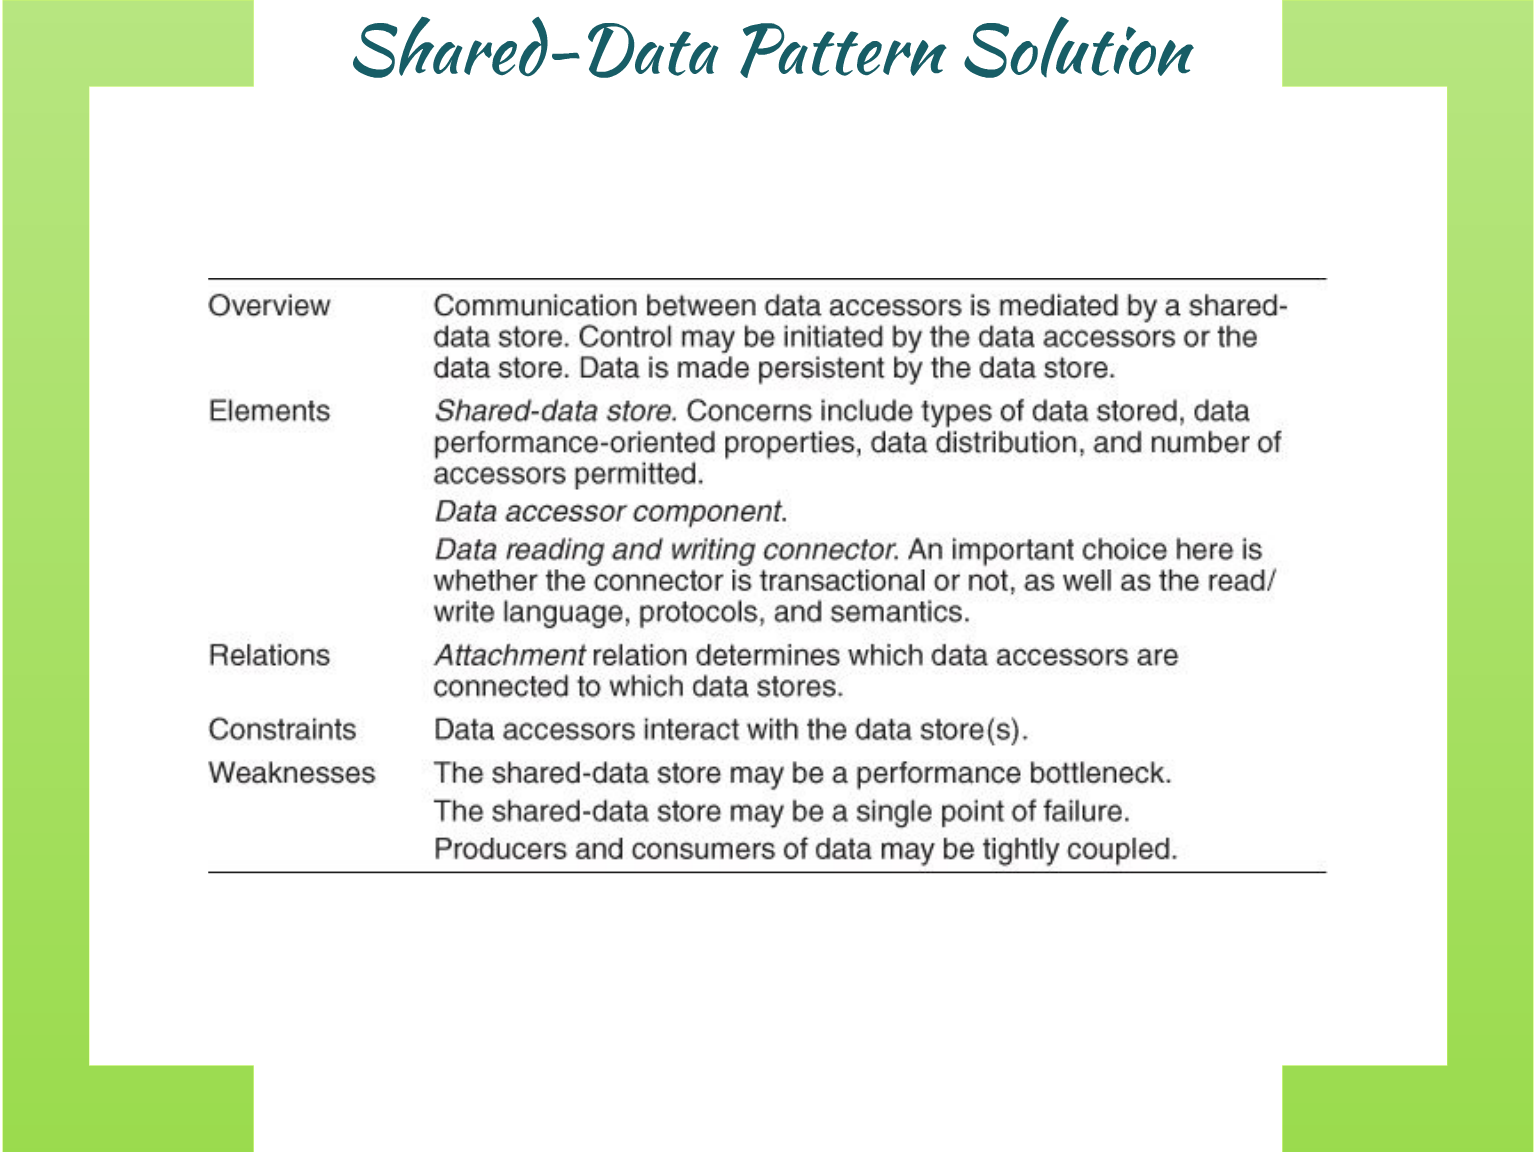 Shared-Data Pattern Solution
Overview Communication between data accessors is mediated by a shared-
data store. Control may be initiated by the data accessors or the
data store. Data is made persistent by the data store.
Elements Shared-data store. Concerns include types of data stored, data
performance-oriented properties, data distribution, and number of
accessors permitted.
Data accessor component.
Data reading and writing connector. An important choice here is
whether the connector is transactional or not, as well as the read/
write language, protocols, and semantics.
Relations Attachment relation determines which data accessors are
connected to which data stores.
Constraints Data accessors interact with the data store(s).
Weaknesses The shared-data store may be a performance bottleneck.
The shared-data store may be a single point of failure.
Producers and consumers of data may be tightly coupled.